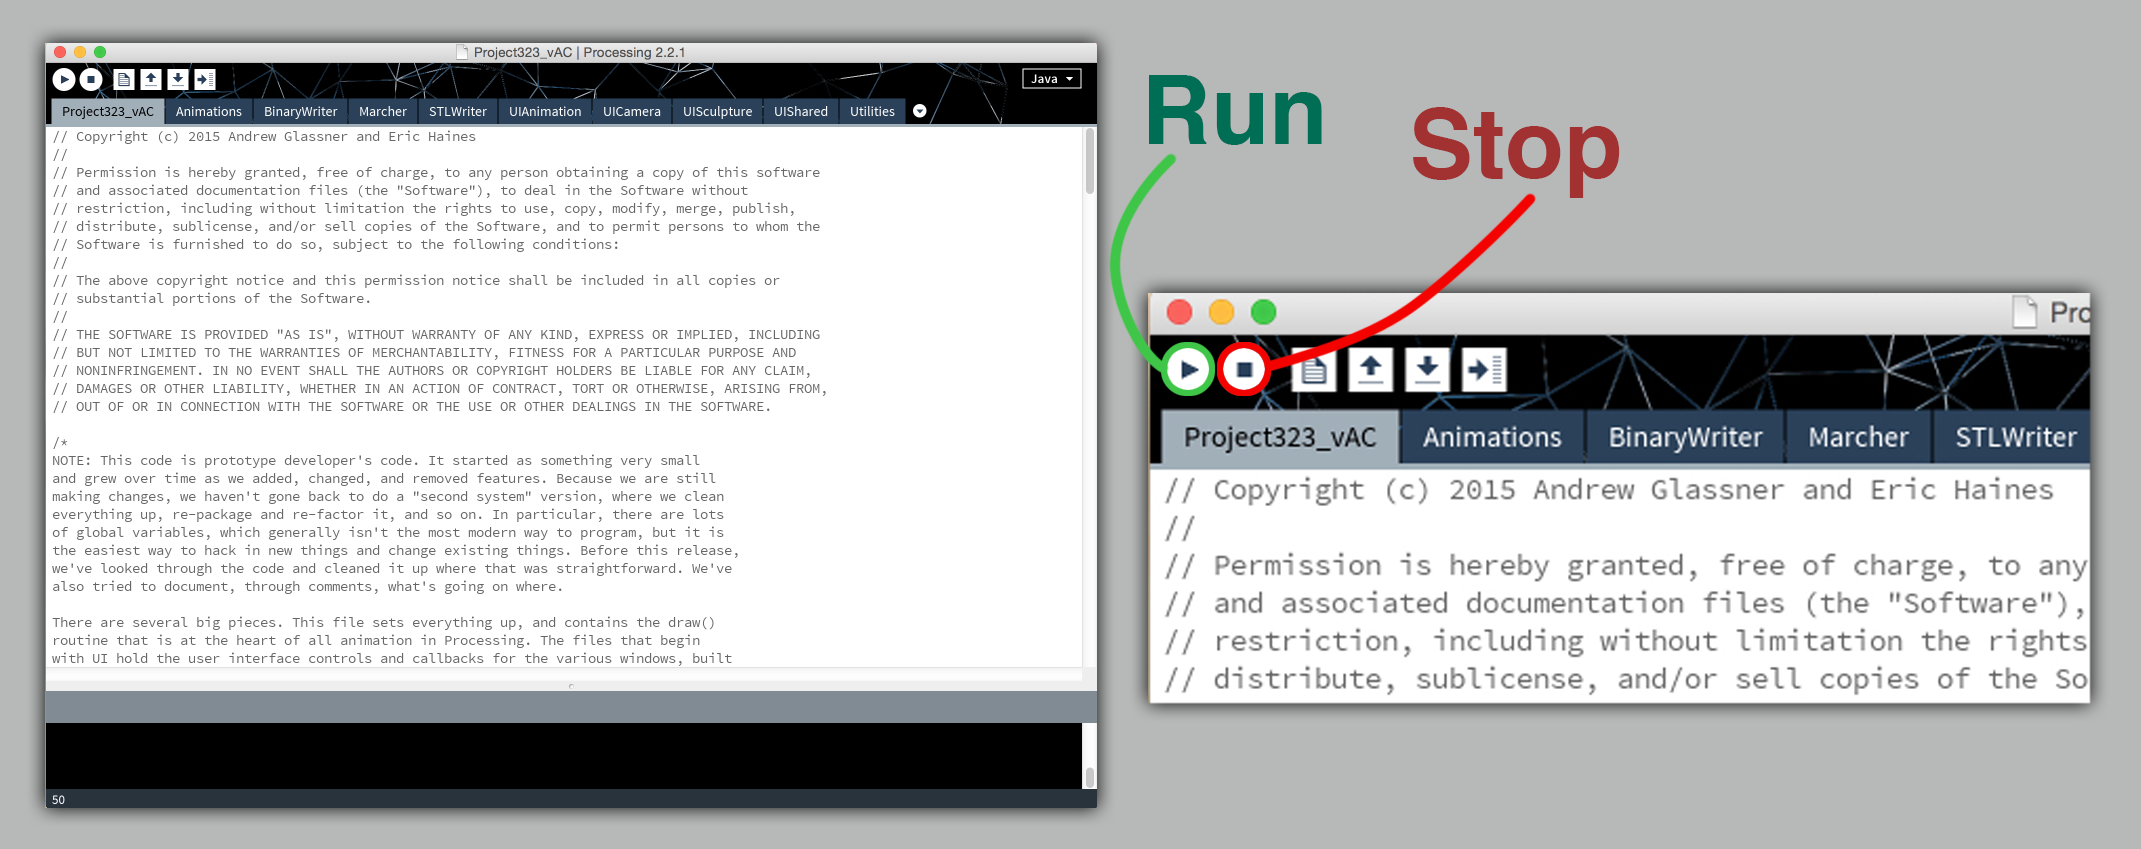 Project323_vAC | Processing 2.2.1
Java
Project323_vAC Animations BinaryWriter Marcher STLWriter UIAnimation UICamera UISculpture UIShared Utilities
// Copyright (c) 2015 Andrew Glassner and Eric Haines
//
// Permission is hereby granted, free of charge, to any person obtaining a copy of this software
// and associated documentation files (the "Software"), to deal in the Software without
// restriction, including without limitation the rights to use, copy, modify, merge, publish,
// distribute, sublicense, and/or sell copies of the Software, and to permit persons to whom the
// Software is furnished to do so, subject to the following conditions:
//
// The above copyright notice and this permission notice shall be included in all copies or
// substantial portions of the Software.
//
// THE SOFTWARE IS PROVIDED "AS IS", WITHOUT WARRANTY OF ANY KIND, EXPRESS OR IMPLIED, INCLUDING
// BUT NOT LIMITED TO THE WARRANTIES OF MERCHANTABILITY, FITNESS FOR A PARTICULAR PURPOSE AND
// NONINFRINGEMENT. IN NO EVENT SHALL THE AUTHORS OR COPYRIGHT HOLDERS BE LIABLE FOR ANY CLAIM,
// DAMAGES OR OTHER LIABILITY, WHETHER IN AN ACTION OF CONTRACT, TORT OR OTHERWISE, ARISING FROM,
// OUT OF OR IN CONNECTION WITH THE SOFTWARE OR THE USE OR OTHER DEALINGS IN THE SOFTWARE.
/*
NOTE: This code is prototype developer's code. It started as something very small
and grew over time as we added, changed, and removed features. Because we are still
making changes, we haven't gone back to do a "second system" version, where we clean
everything up, re-package and re-factor it, and so on. In particular, there are lots
of global variables, which generally isn't the most modern way to program, but it is
the easiest way to hack in new things and change existing things. Before this release,
we've looked through the code and cleaned it up where that was straightforward. We've
also tried to document, through comments, what's going on where.
There are several big pieces. This file sets everything up, and contains the draw()
routine that is at the heart of all animation in Processing. The files that begin
with UI hold the user interface controls and callbacks for the various windows, built
50
Run
Stop
Pro
Project323_vAC Animations BinaryWriter Marcher STLWriter
// Copyright (c) 2015 Andrew Glassner and Eric Haines
//
// Permission is hereby granted, free of charge, to any
// and associated documentation files (the "Software"),
// restriction, including without limitation the rights
// distribute, sublicense, and/or sell copies of the So